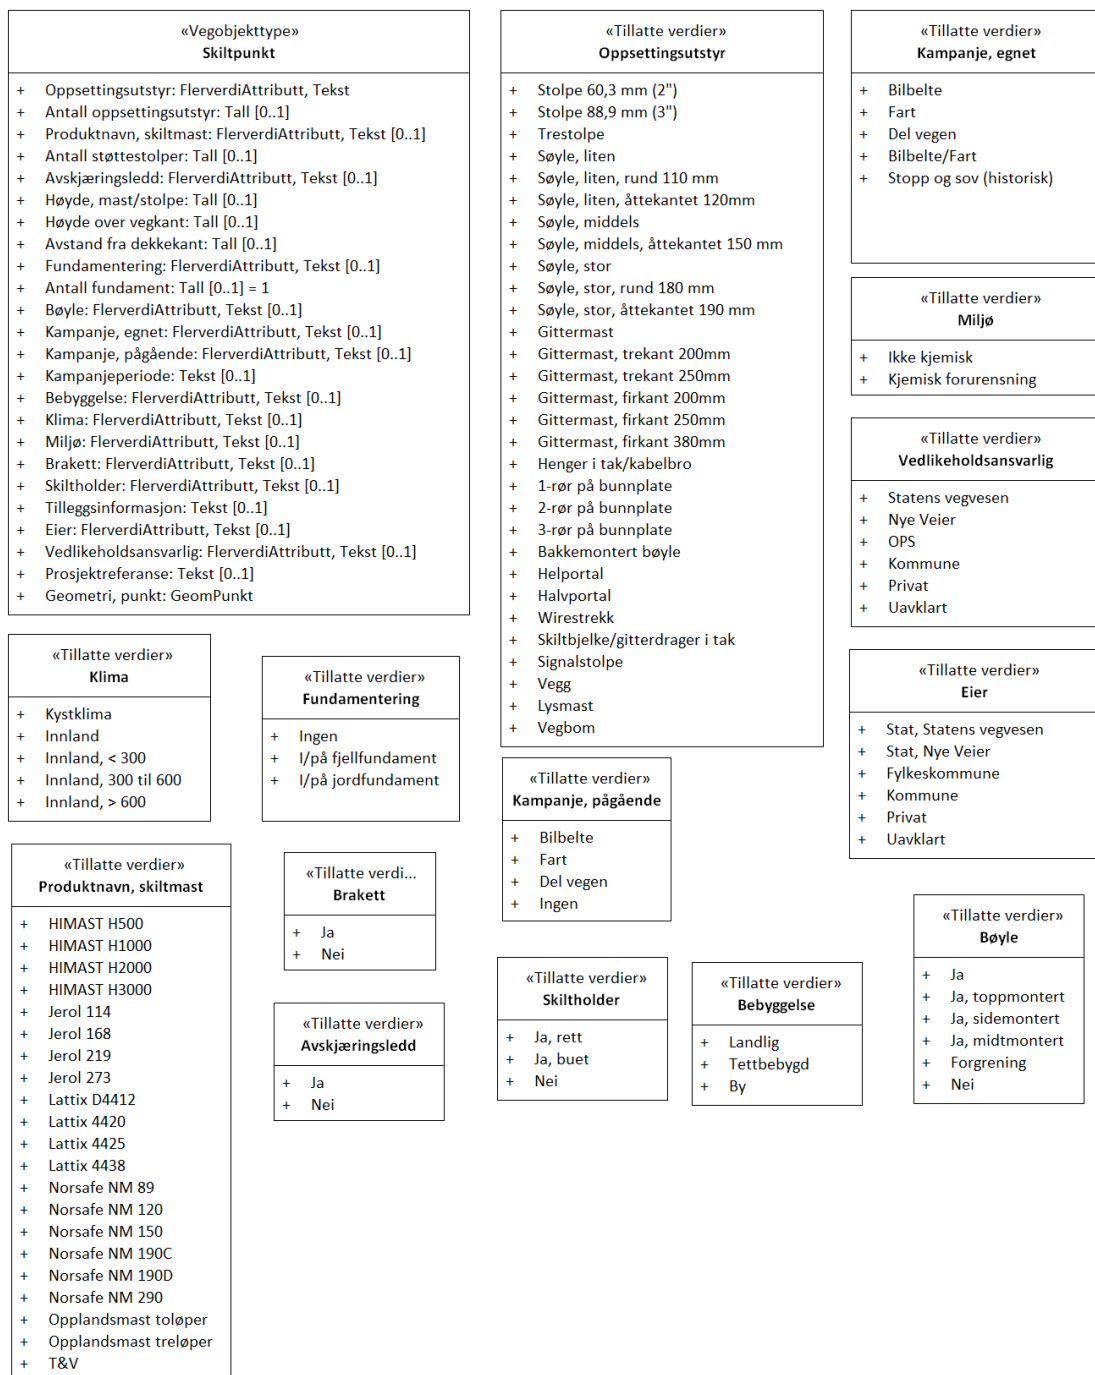 «Vegobjekttype»
Skiltpunkt
+ Oppsettingsutstyr: FlerverdiAttributt, Tekst
+ Antall oppsettingsutstyr: Tall [0..1]
+ Produktnavn, skiltmast: FlerverdiAttributt, Tekst [0..1]
+ Antall støttestolper: Tall [0..1]
+ Avskjæringsledd: FlerverdiAttributt, Tekst [0..1]
+ Høyde, mast/stolpe: Tall [0..1]
+ Høyde over vegkant: Tall [0..1]
+ Avstand fra dekkekant: Tall [0..1]
+ Fundamentering: FlerverdiAttributt, Tekst [0..1]
+ Antall fundament: Tall [0..1] = 1
+ Bøyle: FlerverdiAttributt, Tekst [0..1]
+ Kampanje, egnet: FlerverdiAttributt, Tekst [0..1]
+ Kampanje, pågående: FlerverdiAttributt, Tekst [0..1]
+ Kampanjeperiode: Tekst [0..1]
+ Bebyggelse: FlerverdiAttributt, Tekst [0..1]
+ Klima: FlerverdiAttributt, Tekst [0..1]
+ Miljø: FlerverdiAttributt, Tekst [0..1]
+ Brakett: FlerverdiAttributt, Tekst [0..1]
+ Skiltholder: FlerverdiAttributt, Tekst [0..1]
+ Tilleggsinformasjon: Tekst [0..1]
+ Eier: FlerverdiAttributt, Tekst [0..1]
+ Vedlikeholdsansvarlig: FlerverdiAttributt, Tekst [0..1]
+ Prosjektreferanse: Tekst [0..1]
+ Geometri, punkt: GeomPunkt
«Tillatte verdier»
Oppsettingsutstyr
+ Stolpe 60,3 mm (2")
+ Stolpe 88,9 mm (3")
+ Trestolpe
+ Søyle, liten
+ Søyle, liten, rund 110 mm
+ Søyle, liten, åttekantet 120mm
+ Søyle, middels
+ Søyle, middels, åttekantet 150 mm
+ Søyle, stor
+ Søyle, stor, rund 180 mm
+ Søyle, stor, åttekantet 190 mm
+ Gittermast
+ Gittermast, trekant 200mm
+ Gittermast, trekant 250mm
+ Gittermast, firkant 200mm
+ Gittermast, firkant 250mm
+ Gittermast, firkant 380mm
+ Henger i tak/kabelbro
+ 1-rør på bunnplate
+ 2-rør på bunnplate
+ 3-rør på bunnplate
+ Bakkemontert bøyle
+ Helportal
+ Halvportal
+ Wirestrekk
+ Skiltbjelke/gitterdrager i tak
+ Signalstolpe
+ Vegg
+ Lysmast
+ Vegbom
«Tillatte verdier»
Kampanje, egnet
+ Bilbelte
+ Fart
+ Del vegen
+ Bilbelte/Fart
+ Stopp og sov (historisk)
«Tillatte verdier»
Miljø
+ Ikke kjemisk
+ Kjemisk forurensning
«Tillatte verdier»
Vedlikeholdsansvarlig
+ Statens vegvesen
+ Nye Veier
+ OPS
+ Kommune
+ Privat
+ Uavklart
«Tillatte verdier»
Klima
+ Kystklima
+ Innland
+ Innland, < 300
+ Innland, 300 til 600
+ Innland, > 600
«Tillatte verdier»
Fundamentering
+ Ingen
+ I/på fjellfundament
+ I/på jordfundament
«Tillatte verdier»
Eier
+ Stat, Statens vegvesen
+ Stat, Nye Veier
+ Fylkeskommune
+ Kommune
+ Privat
+ Uavklart
«Tillatte verdier»
Kampanje, pågående
+ Bilbelte
+ Fart
+ Del vegen
+ Ingen
«Tillatte verdier»
Produktnavn, skiltmast
+ HIMAST H500
+ HIMAST H1000
+ HIMAST H2000
+ HIMAST H3000
+ Jerol 114
+ Jerol 168
+ Jerol 219
+ Jerol 273
+ Lattix D4412
+ Lattix 4420
+ Lattix 4425
+ Lattix 4438
+ Norsafe NM 89
+ Norsafe NM 120
+ Norsafe NM 150
+ Norsafe NM 190C
+ Norsafe NM 190D
+ Norsafe NM 290
+ Opplandsmast toløper
+ Opplandsmast treløper
+ T&V
«Tillatte verdi...
Brakett
+ Ja
+ Nei
«Tillatte verdier»
Avskjæringsledd
+ Ja
+ Nei
«Tillatte verdier»
Skiltholder
+ Ja, rett
+ Ja, buet
+ Nei
«Tillatte verdier»
Bebyggelse
+ Landlig
+ Tettbebygd
+ By
«Tillatte verdier»
Bøyle
+ Ja
+ Ja, toppmontert
+ Ja, sidemontert
+ Ja, midtmontert
+ Forgrening
+ Nei